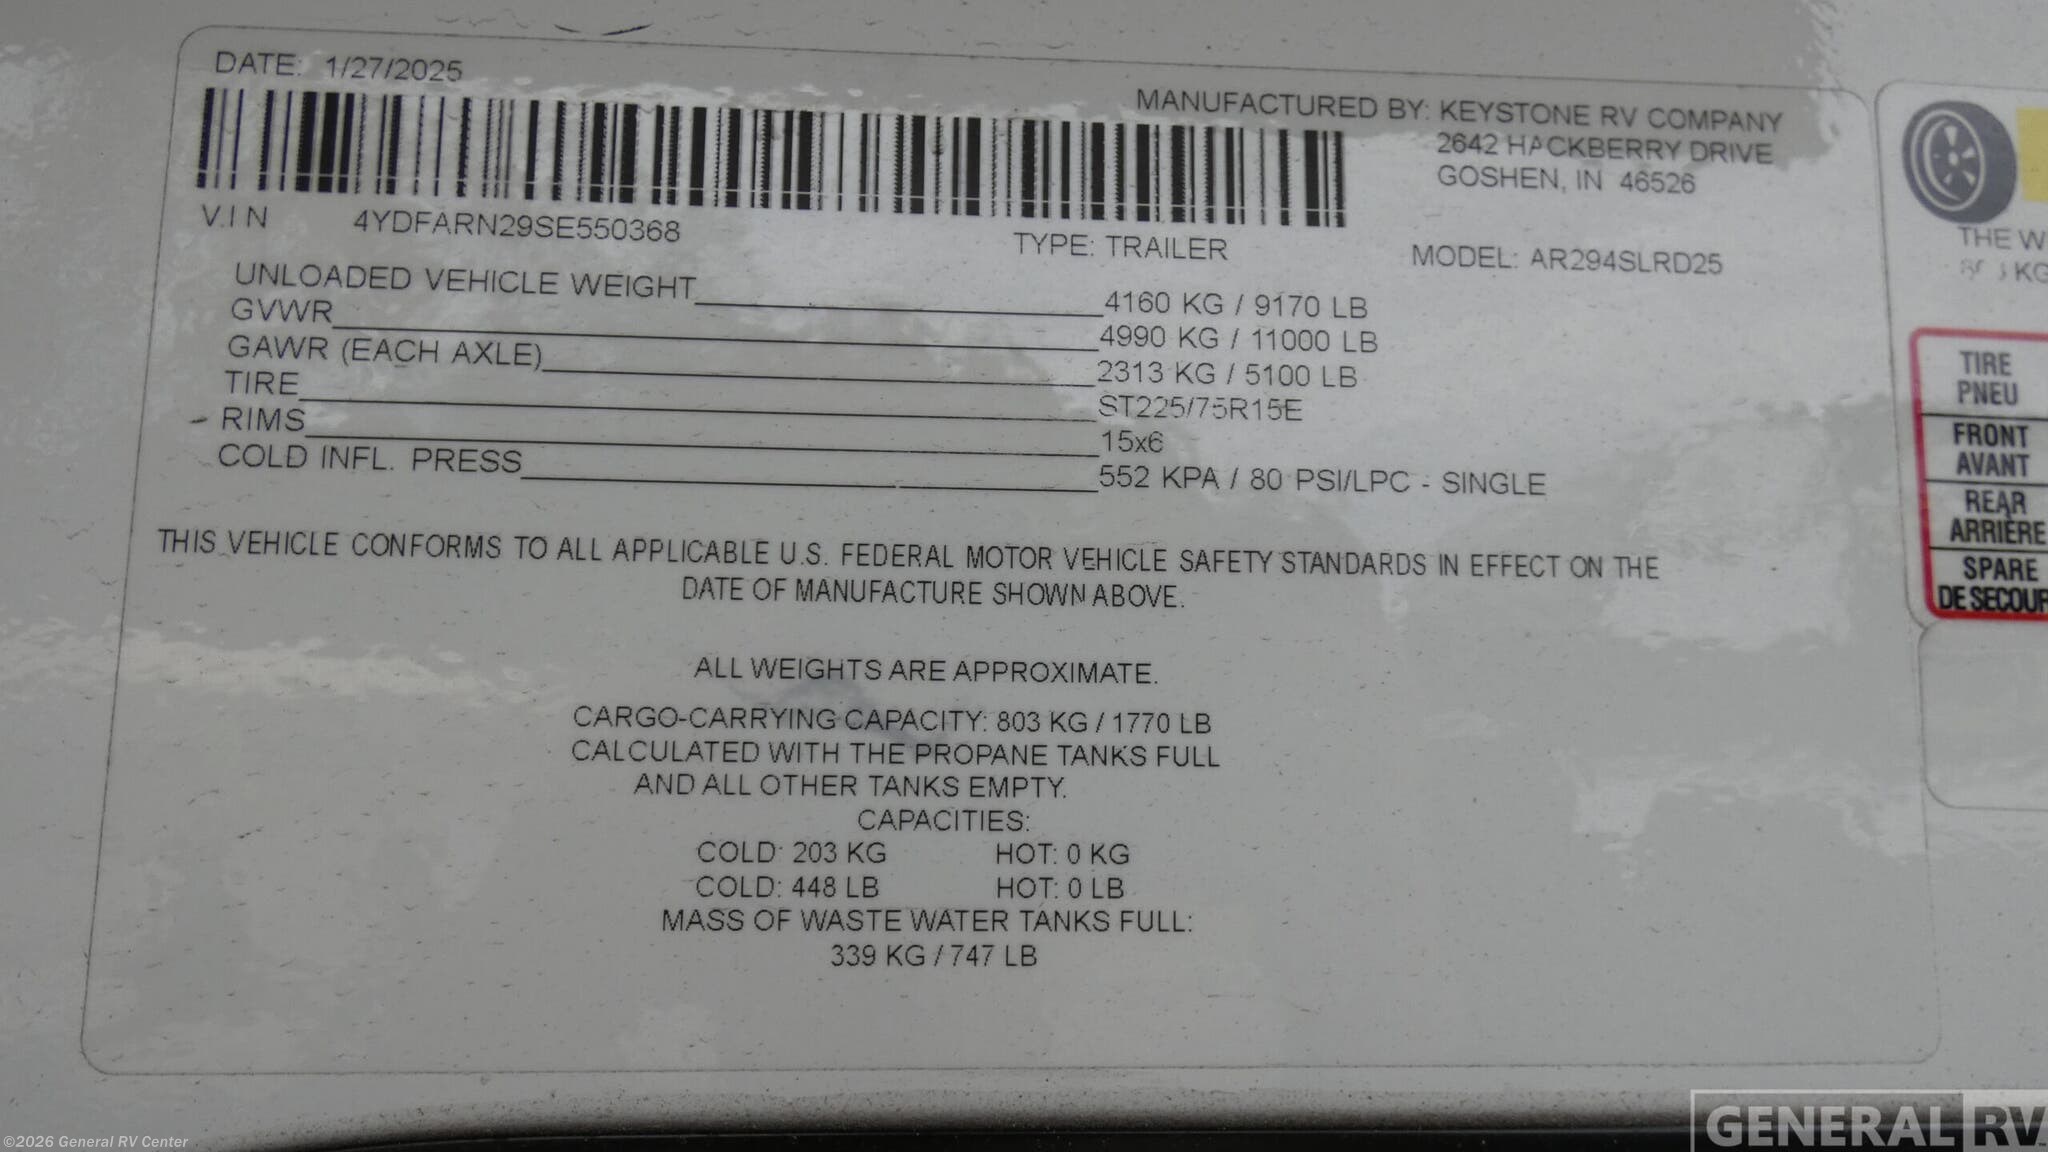 DATE: 1/27/2025
MANUFACTURED BY: KEYSTONE RV COMPANY
2642 HACKBERRY DRIVE
GOSHEN, IN 46526
V.I N 4YDFARN29SE550368
TYPE: TRAILER
MODEL: AR294SLRD25
UNLOADED VEHICLE WEIGHT 4160 KG / 9170 LB
GVWR 4990 KG / 11000 LB
GAWR (EACH AXLE) 2313 KG / 5100 LB
TIRE ST225/75R15E
RIMS 15x6
COLD INFL. PRESS 552 KPA / 80 PSI/LPC - SINGLE
THIS VEHICLE CONFORMS TO ALL APPLICABLE U.S. FEDERAL MOTOR VEHICLE SAFETY STANDARDS IN EFFECT ON THE
DATE OF MANUFACTURE SHOWN ABOVE.
ALL WEIGHTS ARE APPROXIMATE.
CARGO-CARRYING CAPACITY: 803 KG / 1770 LB
CALCULATED WITH THE PROPANE TANKS FULL
AND ALL OTHER TANKS EMPTY.
CAPACITIES:
COLD: 203 KG HOT: 0 KG
COLD: 448 LB HOT: 0 LB
MASS OF WASTE WATER TANKS FULL:
339 KG / 747 LB
THE
KG
TIRE
PNEU
FRONT
AVANT
REAR
ARRIÈRE
SPARE
DE SECOUR
©2026 General RV Center
GENERAL RV